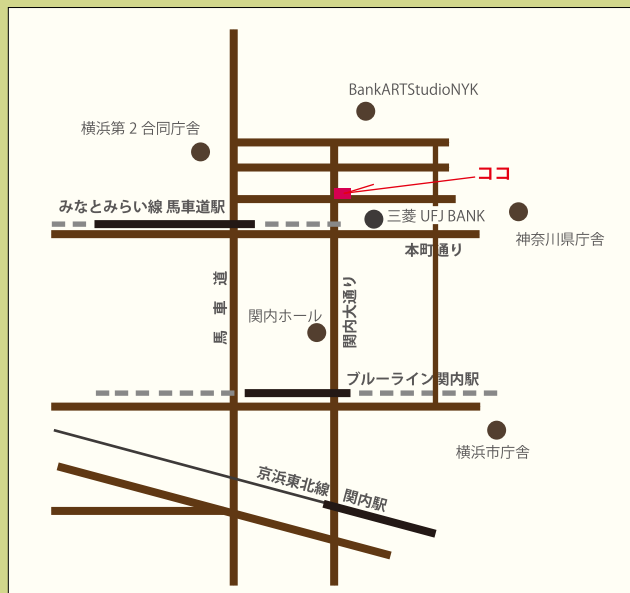 BankARTStudioNYK
横浜第2合同庁舎
ココ
みなとみらい線 馬車道駅
三菱 UFJ BANK
神奈川県庁舎
本町通り
馬車道
関内大通り
関内ホール
ブルーライン関内駅
横浜市庁舎
京浜東北線 関内駅